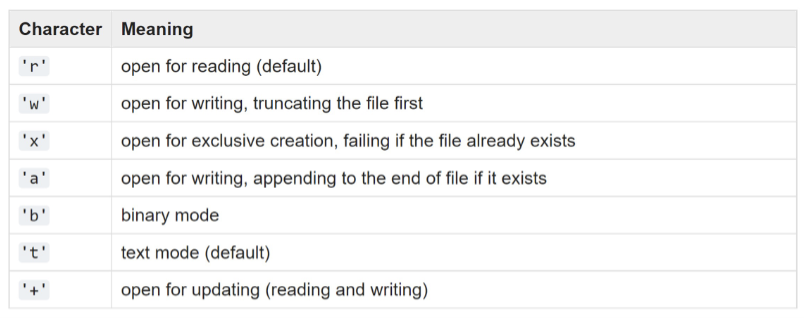 Character Meaning
'r' open for reading (default)
'w' open for writing, truncating the file first
'x' open for exclusive creation, failing if the file already exists
'a' open for writing, appending to the end of file if it exists
'b' binary mode
't' text mode (default)
'+' open for updating (reading and writing)